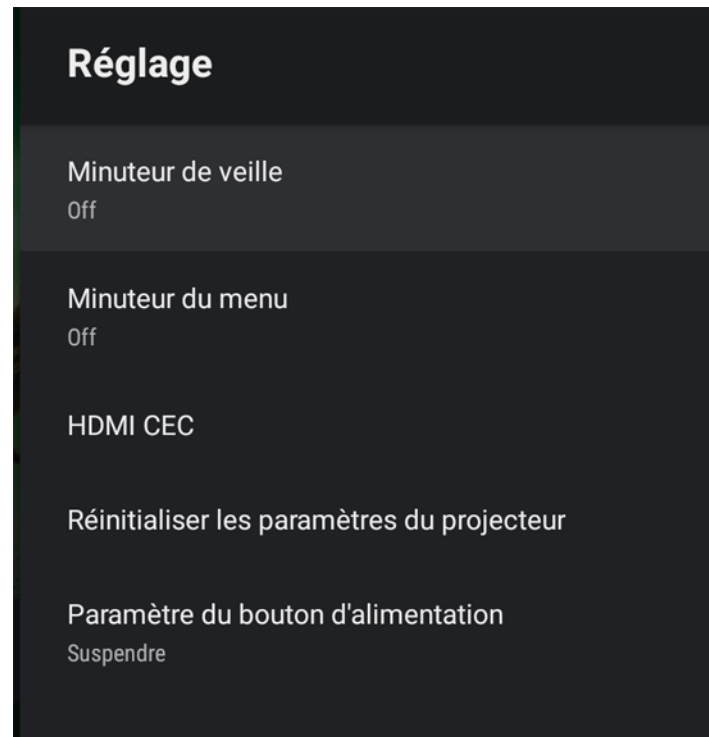 Réglage
Minuteur de veille
Off
Minuteur du menu
Off
HDMI CEC
Réinitialiser les paramètres du projecteur
Paramètre du bouton d'alimentation
Suspendre